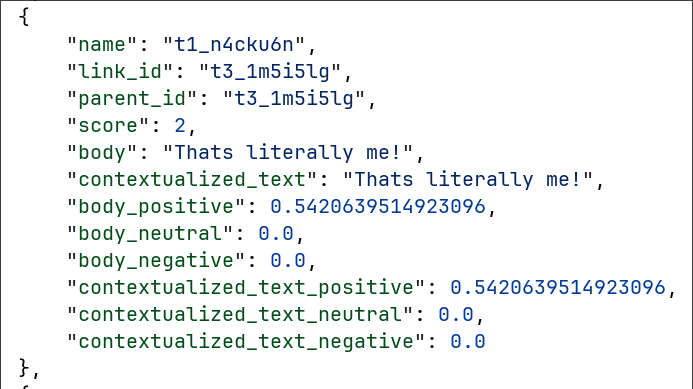 {
"name": "t1_n4cku6n",
"link_id": "t3_1m5i5lg",
"parent_id": "t3_1m5i5lg",
"score": 2,
"body": "Thats literally me!",
"contextualized_text": "Thats literally me!",
"body_positive": 0.5420639514923096,
"body_neutral": 0.0,
"body_negative": 0.0,
"contextualized_text_positive": 0.5420639514923096,
"contextualized_text_neutral": 0.0,
"contextualized_text_negative": 0.0
},